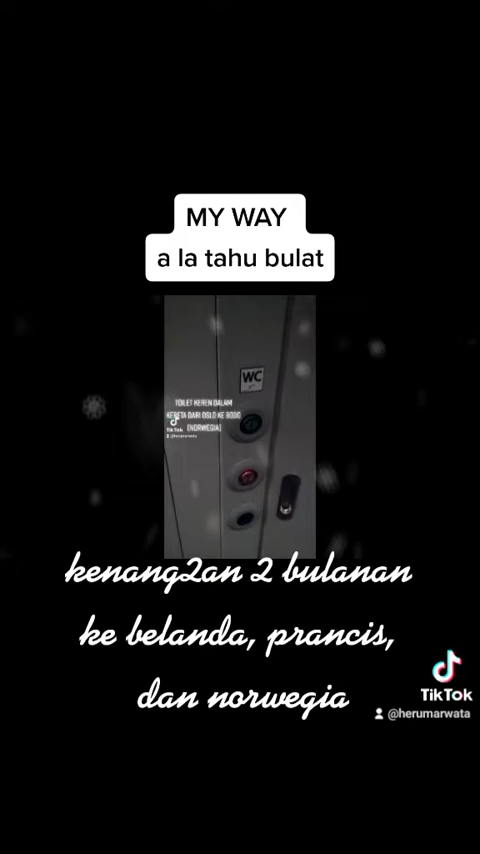 MY WAY
a la tahu bulat
WC
TOILET KEREN DALAM
KERETA DARI OSLO KE BODO
(NORWEGIA)
TikTok
@herumarwata
kenang2an 2 bulanan
ke belanda, prancis,
dan norwegia
TikTok
@herumarwata